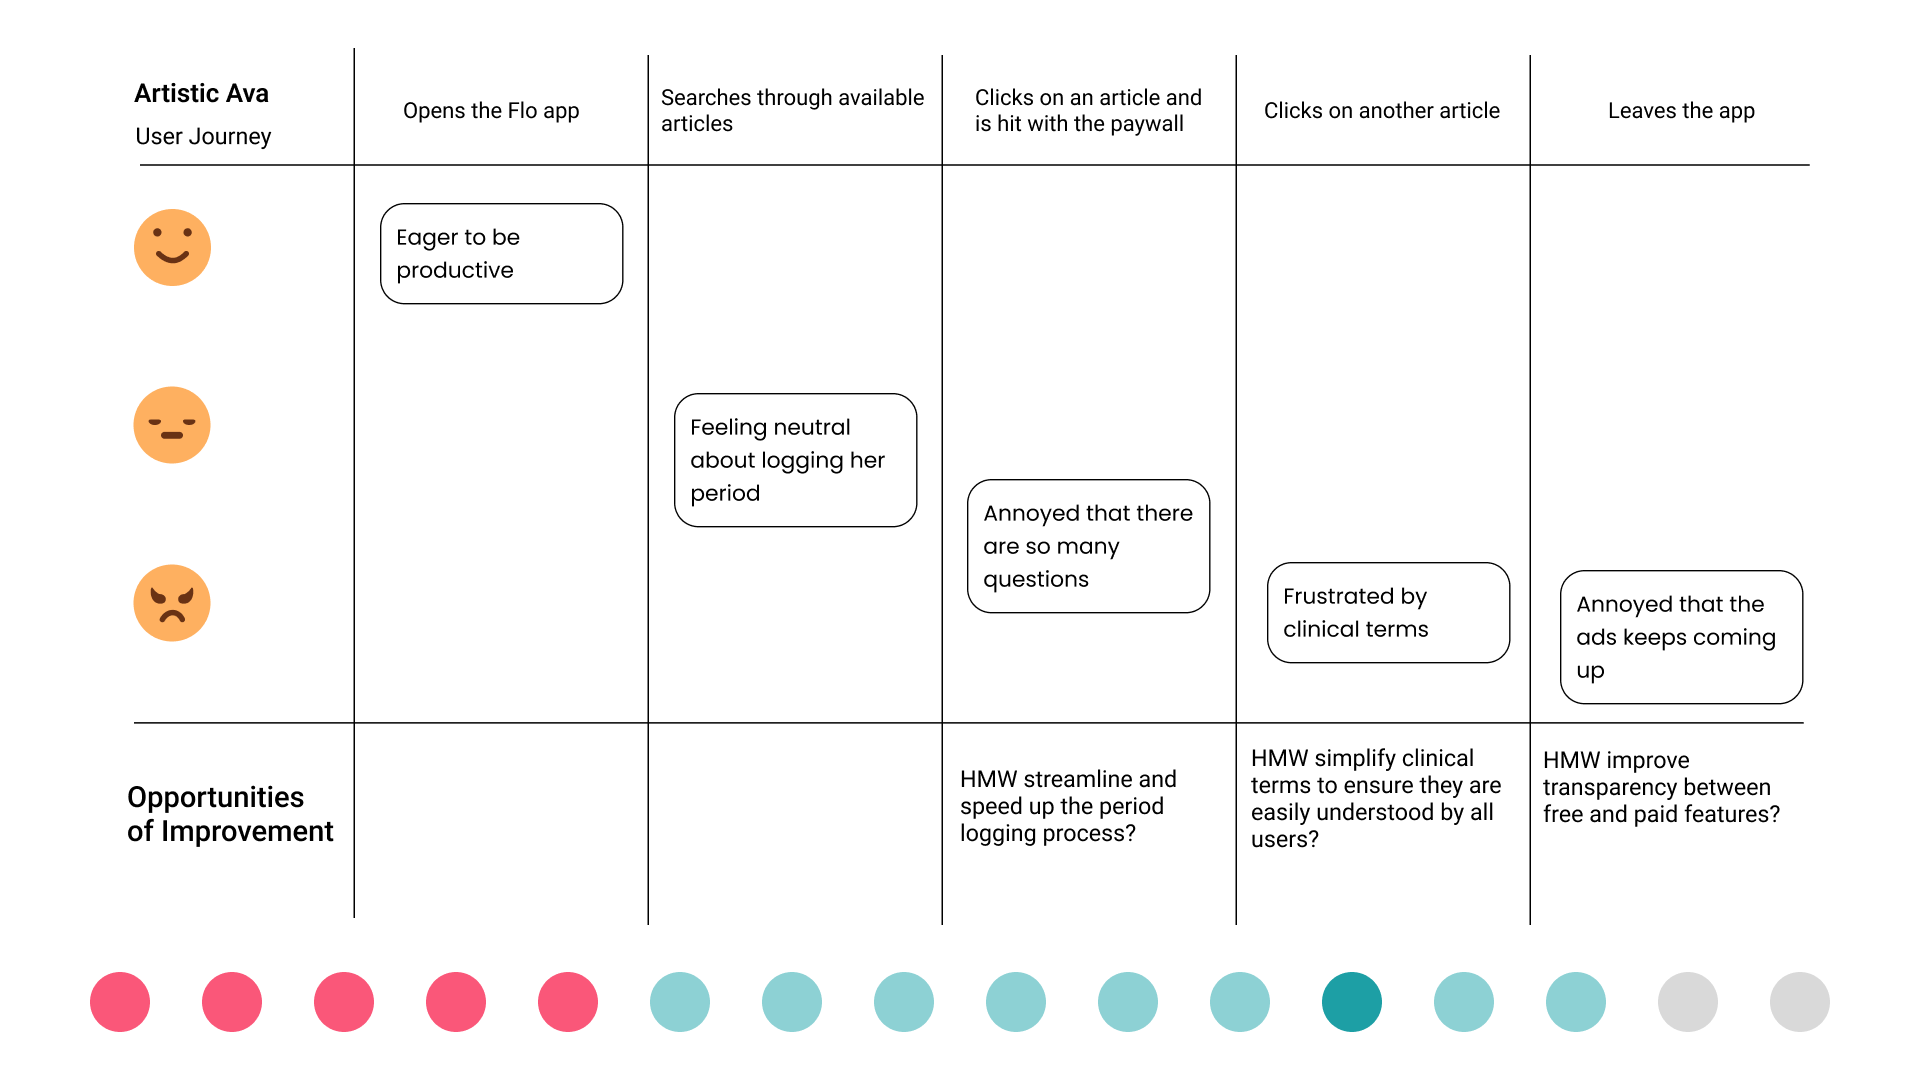 Artistic Ava
User Journey
Opens the Flo app
Searches through available
articles
Clicks on an article and
is hit with the paywall
Clicks on another article
Leaves the app
Eager to be
productive
Feeling neutral
about logging her
period
Annoyed that there
are so many
questions
Frustrated by
clinical terms
Annoyed that the
ads keeps coming
up
Opportunities
of Improvement
HMW streamline and
speed up the period
logging process?
HMW simplify clinical
terms to ensure they are
easily understood by all
users?
HMW improve
transparency between
free and paid features?